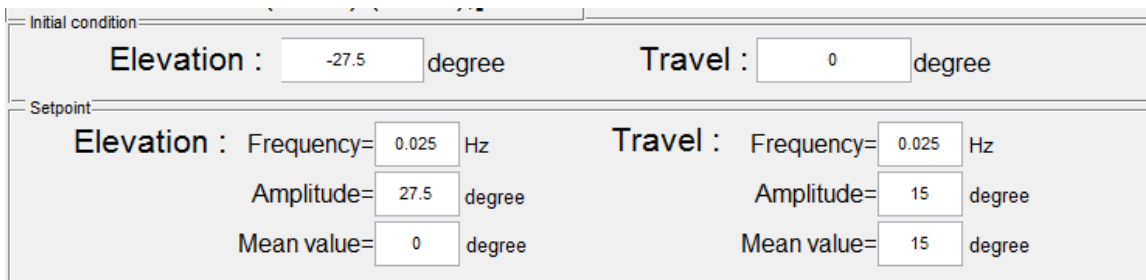 Initial condition
Elevation : -27.5 degree Travel : 0 degree
Setpoint
Elevation : Frequency= 0.025 Hz Travel : Frequency= 0.025 Hz
Amplitude= 27.5 degree Amplitude= 15 degree
Mean value= 0 degree Mean value= 15 degree